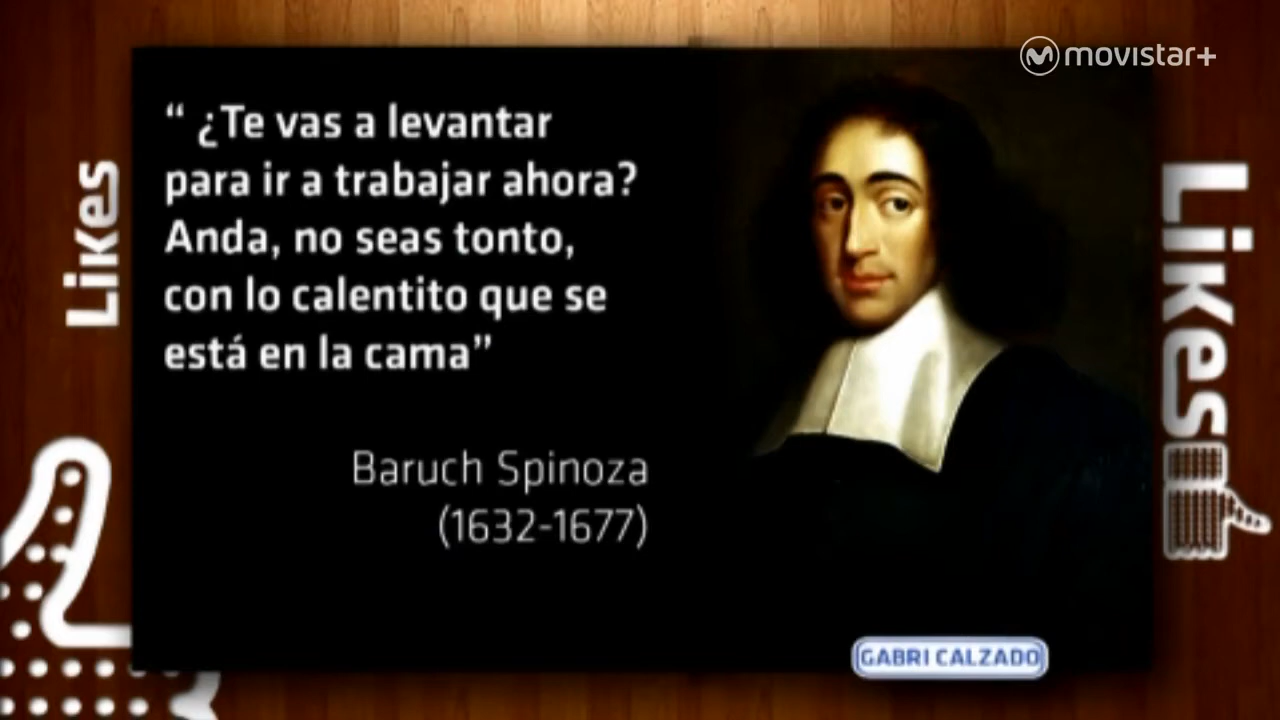 movistar+
“ ¿Te vas a levantar
para ir a trabajar ahora?
Anda, no seas tonto,
con lo calentito que se
está en la cama”
Baruch Spinoza
(1632-1677)
Likes
Likes
GABRI CALZADO